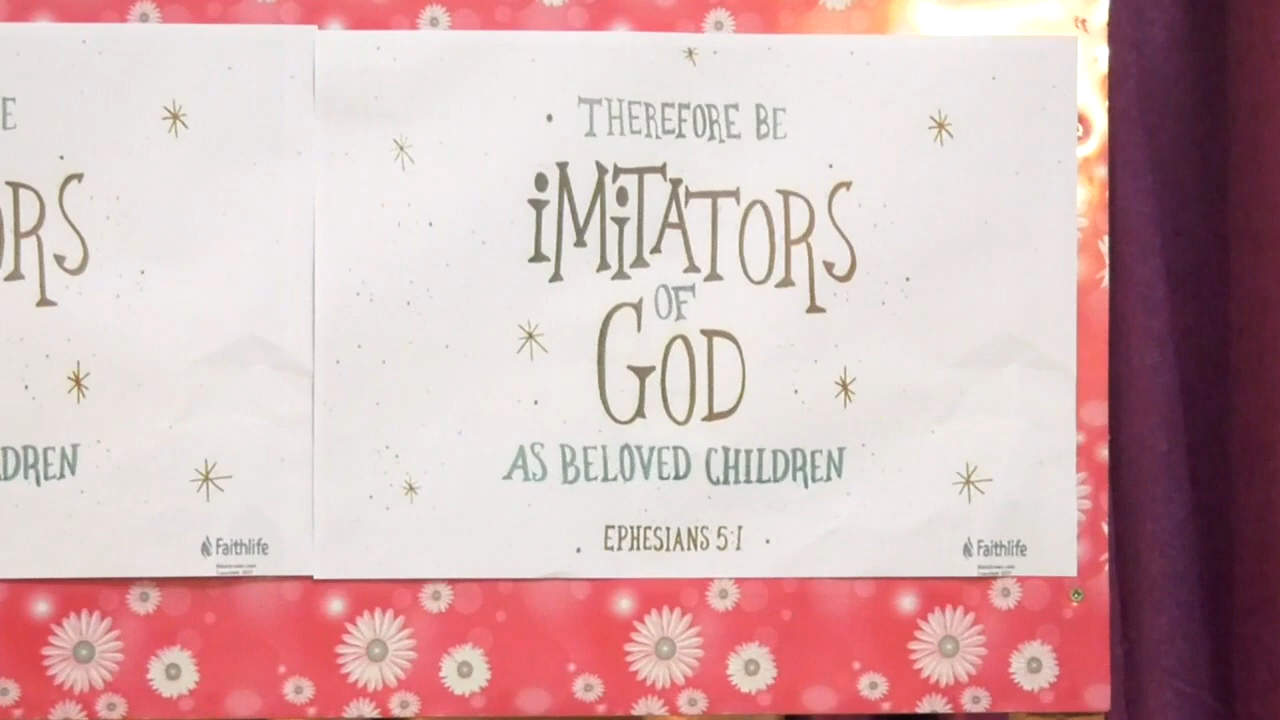 E
ORS
DREN
Faithlife
THEREFORE BE
iMiTATORS
OF
GOD
AS BELOVED CHILDREN
EPHESIANS 5:1
Faithlife